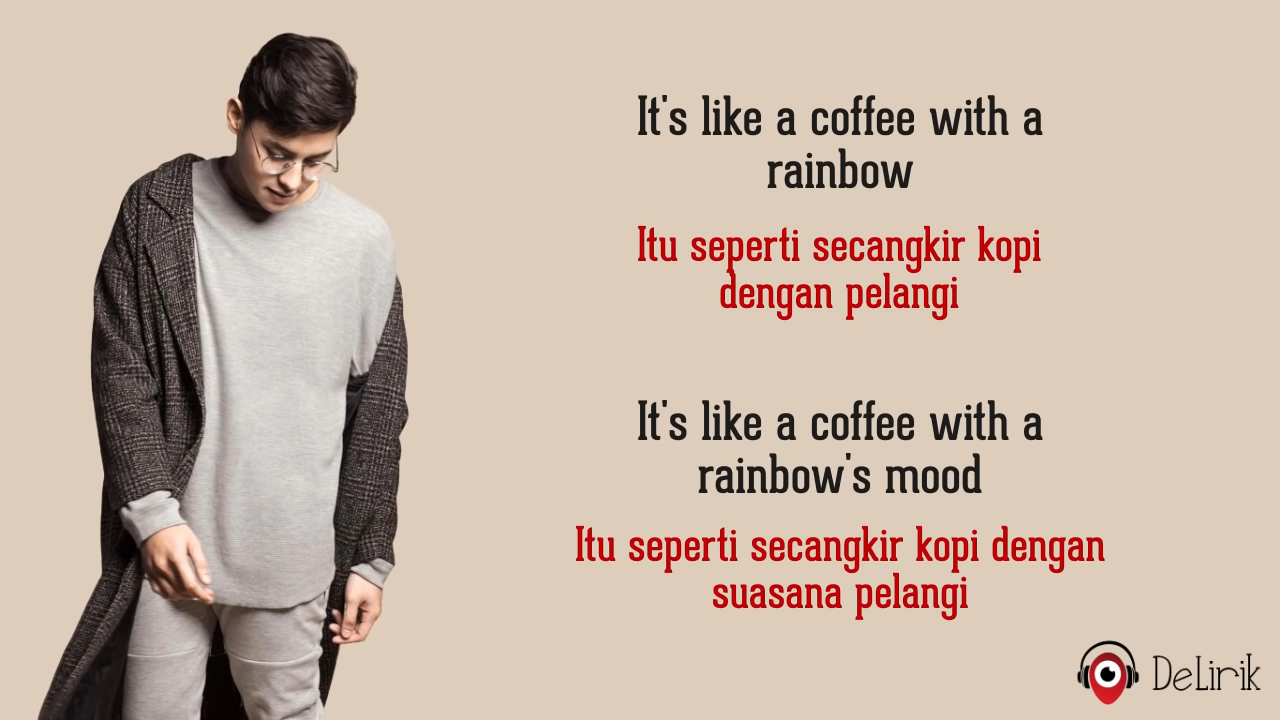 It's like a coffee with a
rainbow
Itu seperti secangkir kopi
dengan pelangi
It's like a coffee with a
rainbow's mood
Itu seperti secangkir kopi dengan
suasana pelangi
DeLirik